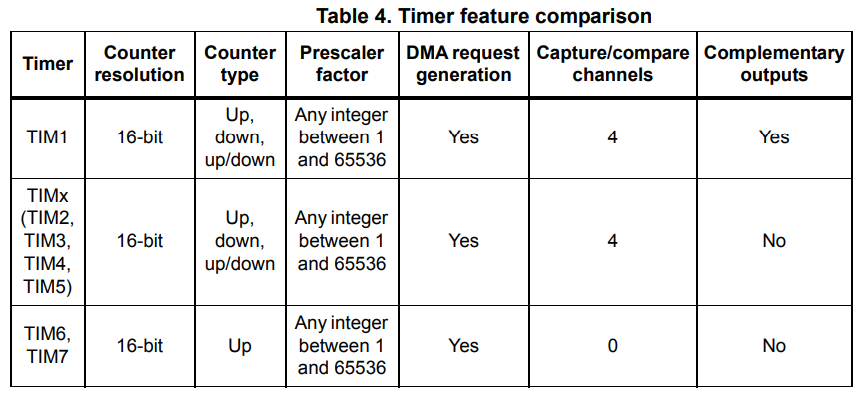 Table 4. Timer feature comparison
Timer
Counter
resolution
Counter
type
Prescaler
factor
DMA request
generation
Capture/compare
channels
Complementary
outputs
TIM1
16-bit
Up,
down,
up/down
Any integer
between 1
and 65536
Yes
4
Yes
TIMx
(TIM2,
TIM3,
TIM4,
TIM5)
16-bit
Up,
down,
up/down
Any integer
between 1
and 65536
Yes
4
No
TIM6,
TIM7
16-bit
Up
Any integer
between 1
and 65536
Yes
0
No